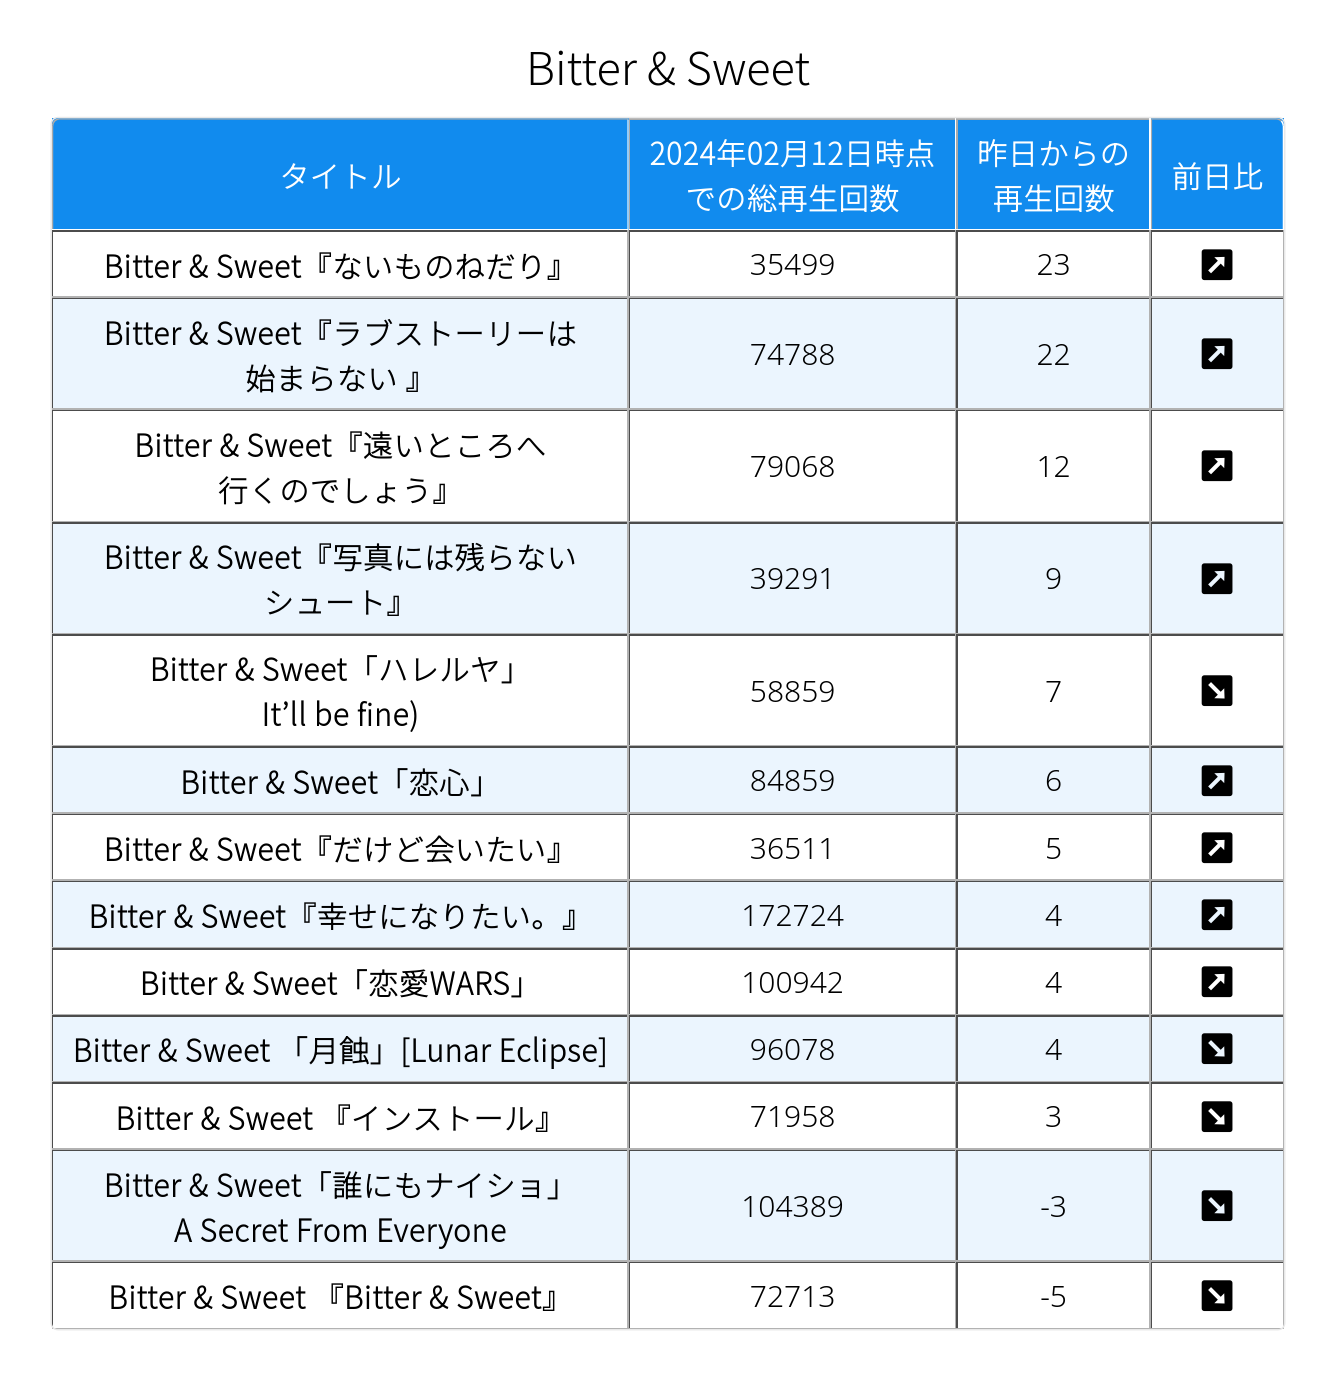 Bitter & Sweet
タイトル
2024年02月12日時点
での総再生回数
昨日からの
再生回数
前日比
Bitter & Sweet『ないものねだり』
35499
23
Bitter & Sweet『ラブストーリーは
始まらない 』
74788
22
Bitter & Sweet『遠いところへ
行くのでしょう』
79068
12
Bitter & Sweet『写真には残らない
シュート』
39291
9
Bitter & Sweet「ハレルヤ」
It’ll be fine)
58859
7
Bitter & Sweet「恋心」
84859
6
Bitter & Sweet『だけど会いたい』
36511
5
Bitter & Sweet『幸せになりたい。』
172724
4
Bitter & Sweet「恋愛WARS」
100942
4
Bitter & Sweet 「月蝕」[Lunar Eclipse]
96078
4
Bitter & Sweet 『インストール』
71958
3
Bitter & Sweet「誰にもナイショ」
A Secret From Everyone
104389
-3
Bitter & Sweet 『Bitter & Sweet』
72713
-5